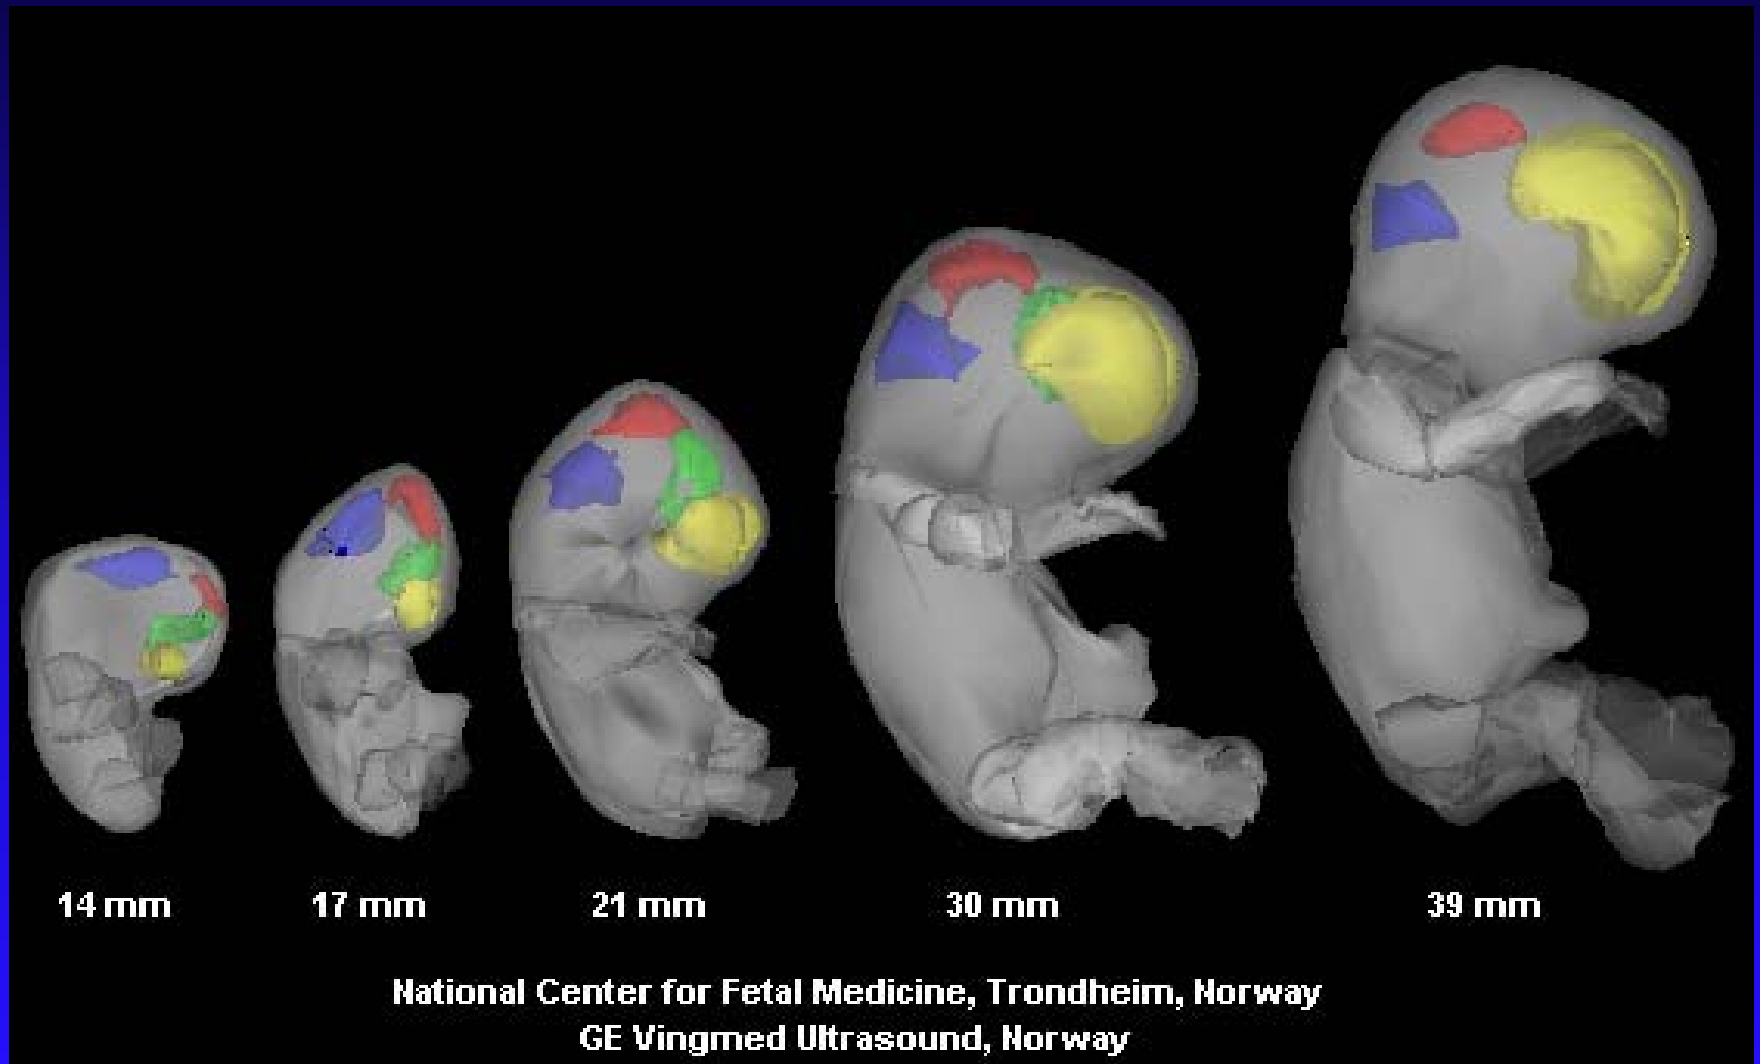 14 mm 17 mm 21 mm 30 mm 39 mm
National Center for Fetal Medicine, Trondheim, Norway
GE Vingmed Ultrasound, Norway